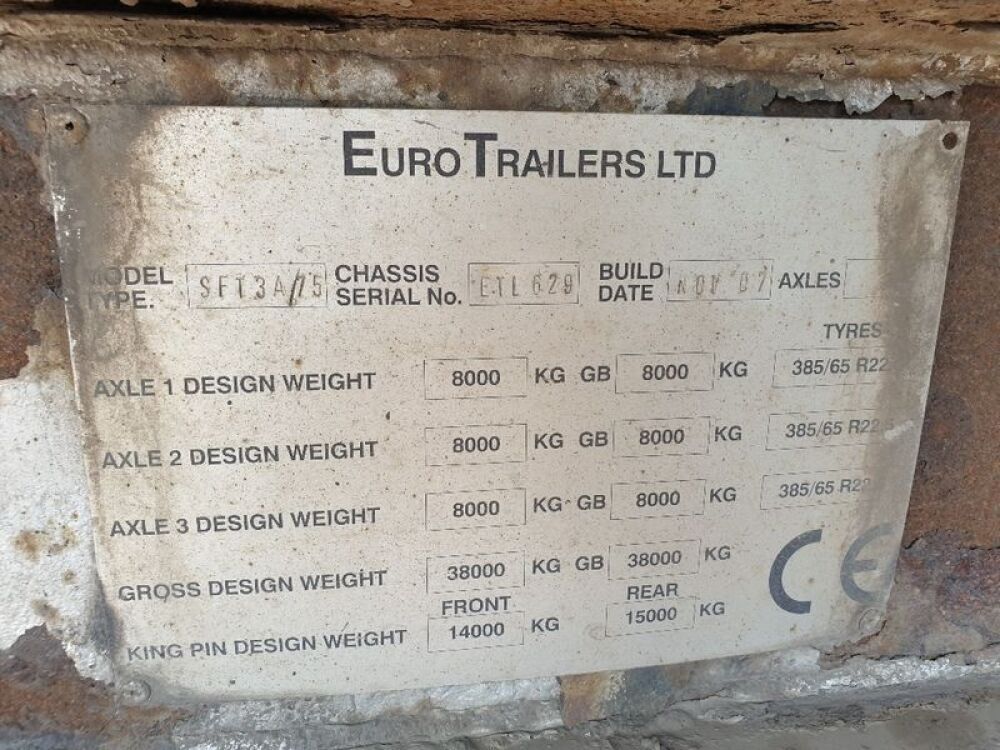 EURO TRAILERS LTD
MODEL TYPE. SFT3A/75 CHASSIS SERIAL No. ETL 629 BUILD DATE NOV 07 AXLES
TYRES
AXLE 1 DESIGN WEIGHT 8000 KG GB 8000 KG 385/65 R22
AXLE 2 DESIGN WEIGHT 8000 KG GB 8000 KG 385/65 R22
AXLE 3 DESIGN WEIGHT 8000 KG GB 8000 KG 385/65 R22
GROSS DESIGN WEIGHT 38000 KG GB 38000 KG
FRONT REAR
KING PIN DESIGN WEIGHT 14000 KG 15000 KG
CE